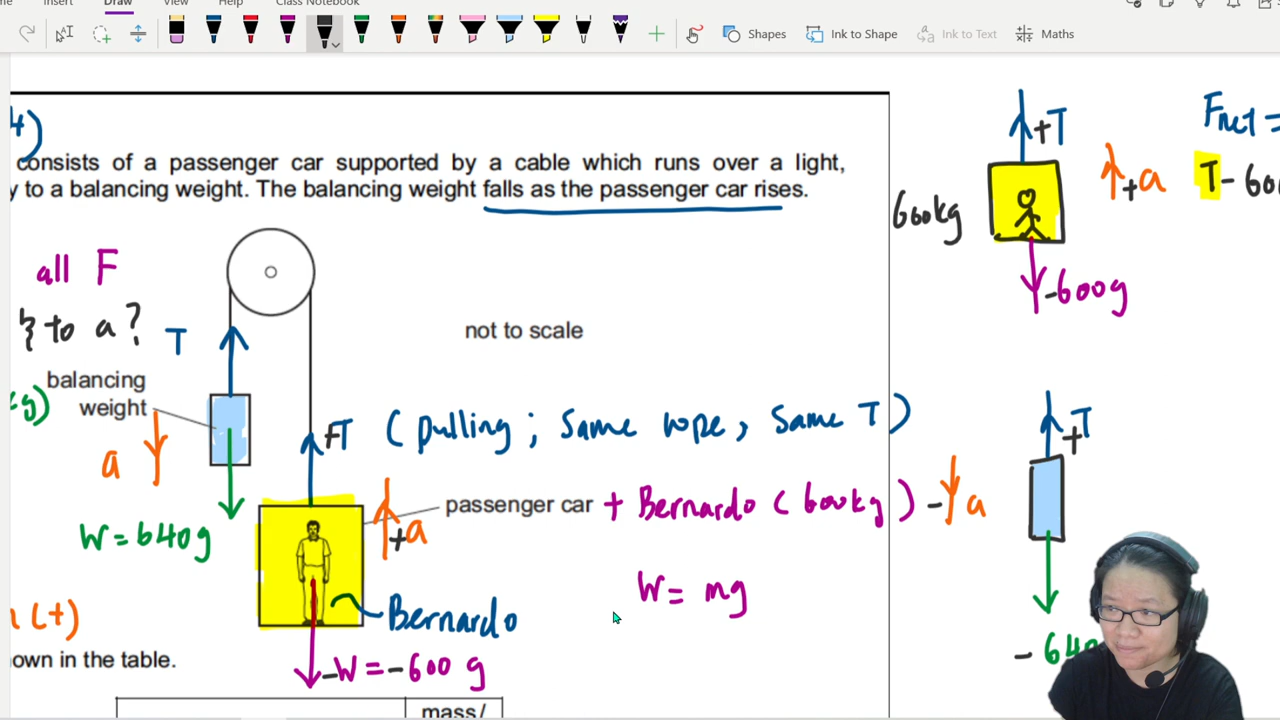 Insert Draw View Help Class Notebook
Shapes Ink to Shape Ink to Text Maths
consists of a passenger car supported by a cable which runs over a light,
y to a balancing weight. The balancing weight falls as the passenger car rises.
all F
to a?
T
not to scale
balancing
weight
a
W=640g
+T (pulling; same rope, same T)
passenger car + Bernardo (600kg)
+a
W= mg
Bernardo
-W=-600 g
(+)
own in the table.
mass/
+T
600kg
+a
-600g
Fnet =
T-
+T
-a